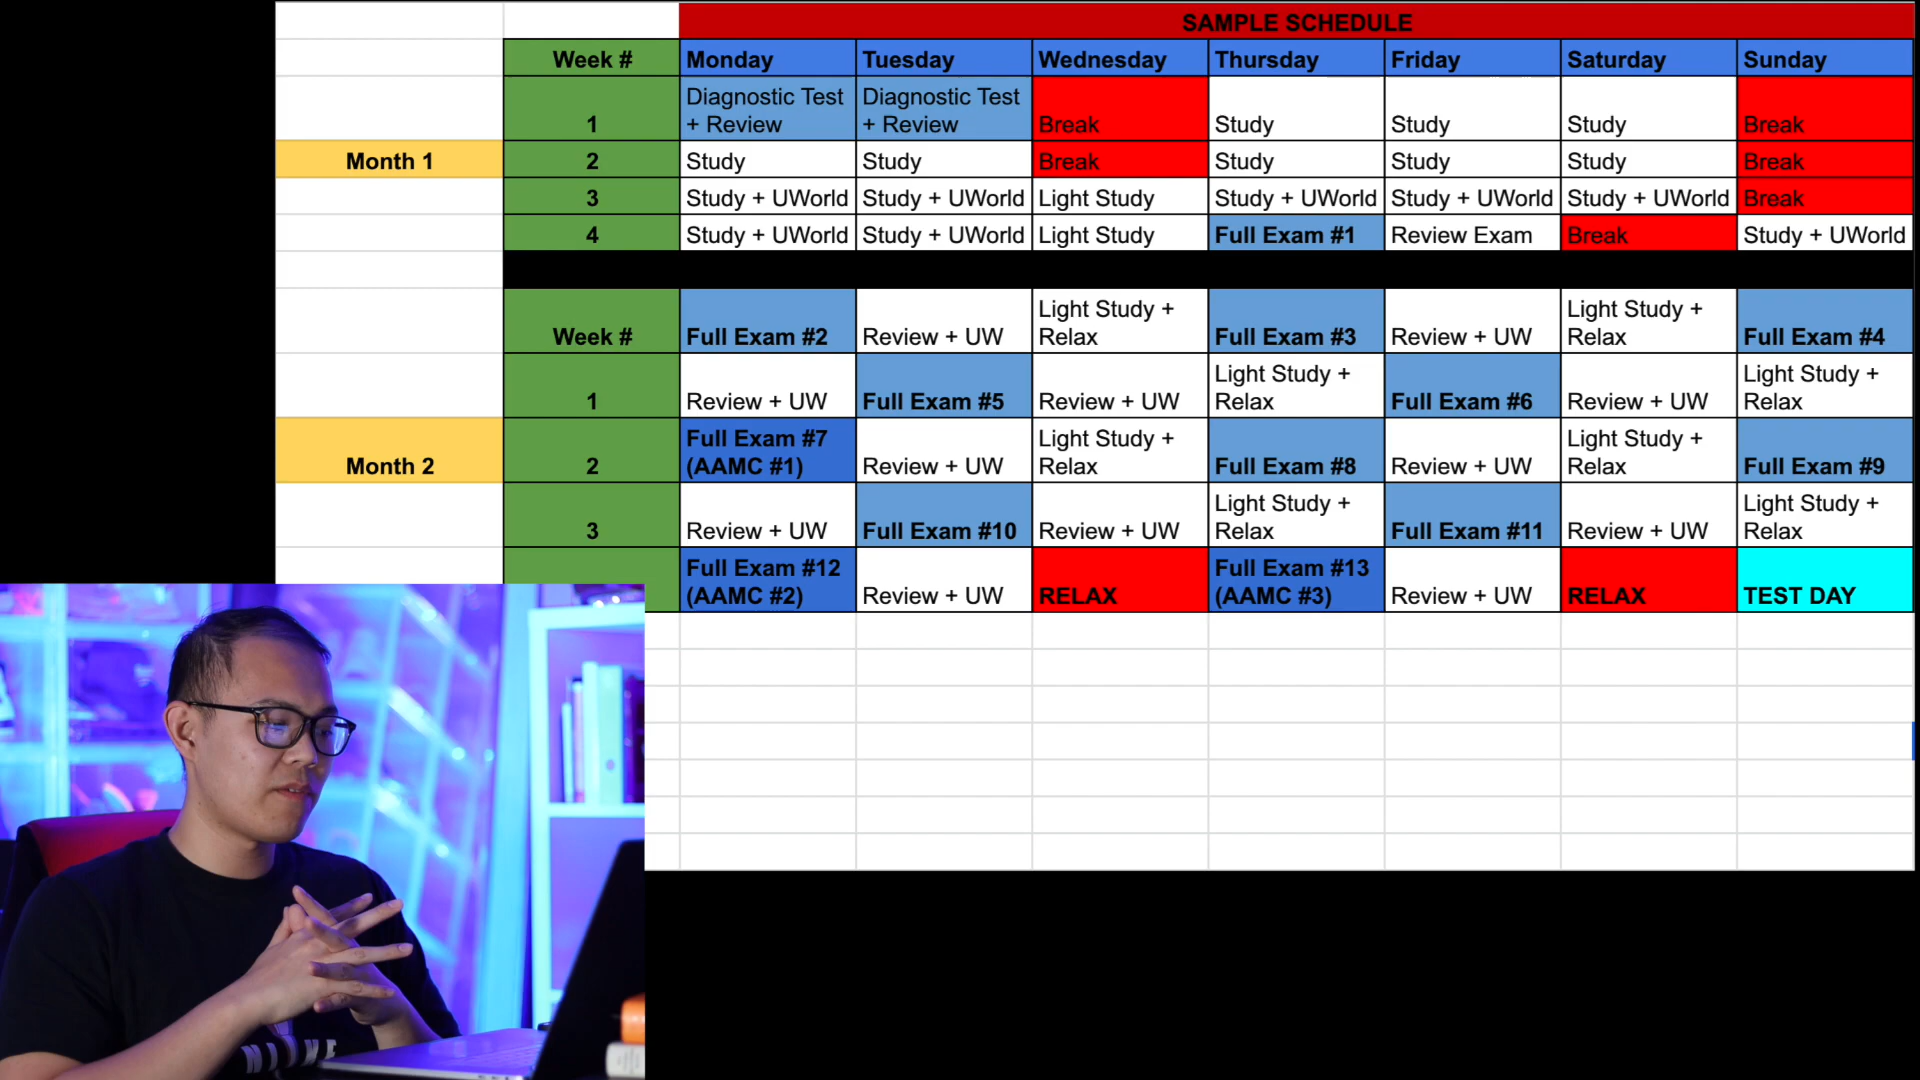 SAMPLE SCHEDULE
Week # Monday Tuesday Wednesday Thursday Friday Saturday Sunday
1 Diagnostic Test + Review Diagnostic Test + Review Break Study Study Study Break
Month 1 2 Study Study Break Study Study Study Break
3 Study + UWorld Study + UWorld Light Study Study + UWorld Study + UWorld Study + UWorld Break
4 Study + UWorld Study + UWorld Light Study Full Exam #1 Review Exam Break Study + UWorld
Week # Full Exam #2 Review + UW Light Study + Relax Full Exam #3 Review + UW Light Study + Relax Full Exam #4
1 Review + UW Full Exam #5 Review + UW Light Study + Relax Full Exam #6 Review + UW Light Study + Relax
Month 2 2 Full Exam #7 (AAMC #1) Review + UW Light Study + Relax Full Exam #8 Review + UW Light Study + Relax Full Exam #9
3 Review + UW Full Exam #10 Review + UW Light Study + Relax Full Exam #11 Review + UW Light Study + Relax
Full Exam #12 (AAMC #2) Review + UW RELAX Full Exam #13 (AAMC #3) Review + UW RELAX TEST DAY